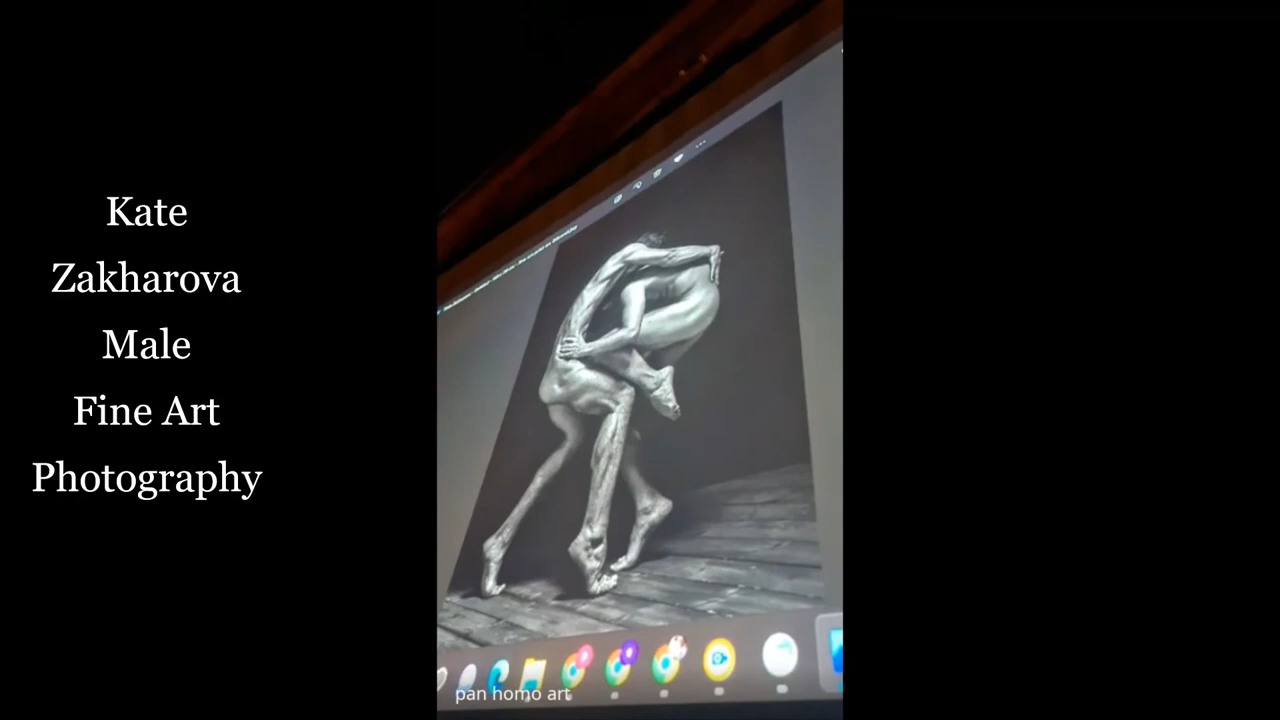 Kate
Zakharova
Male
Fine Art
Photography
pan homo art